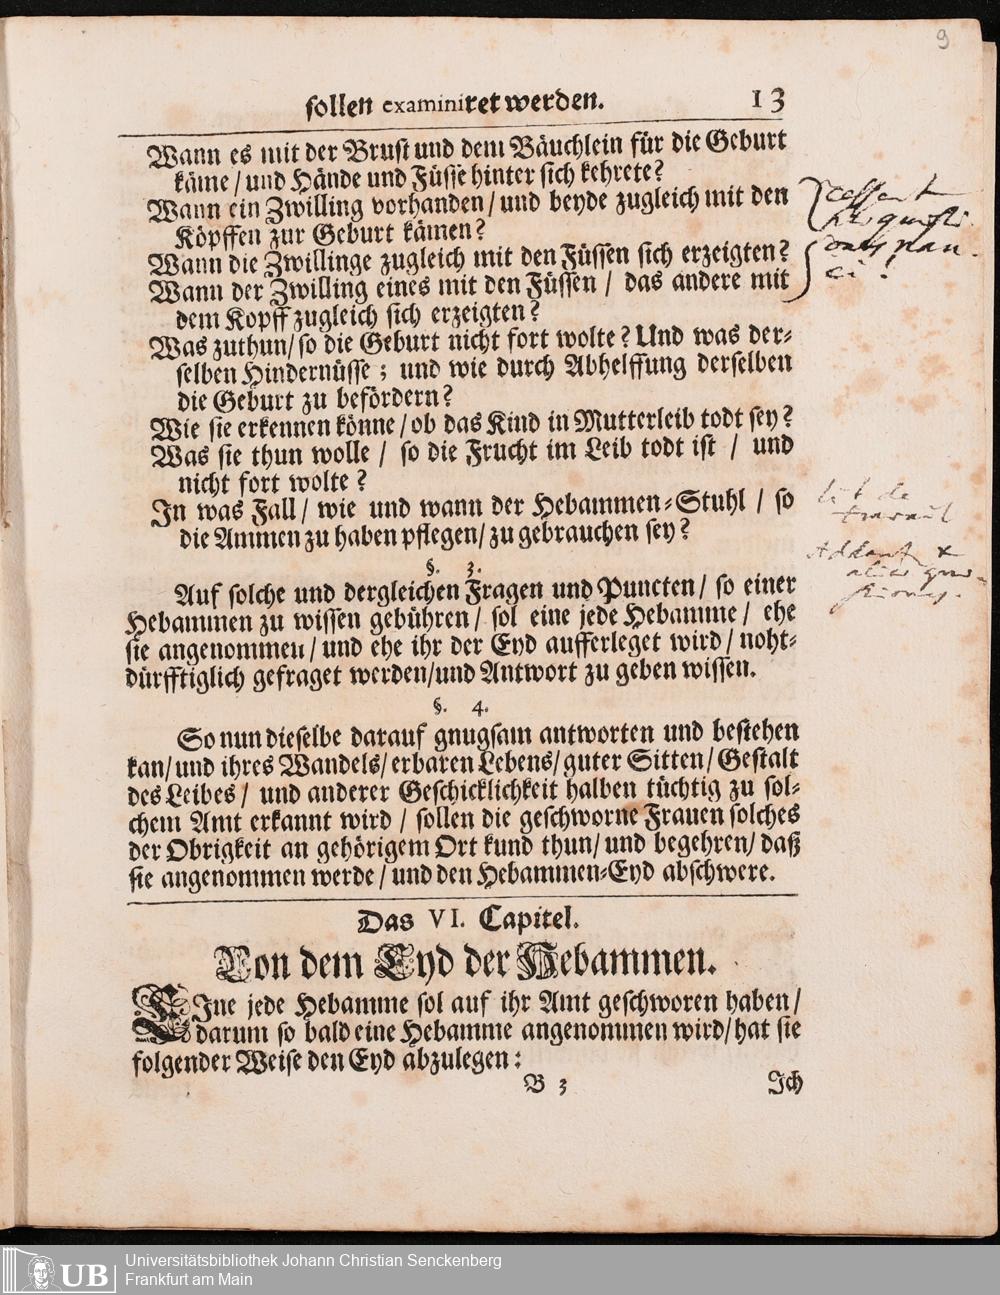 9
sollen examiniret werden. 13
Wann es mit der Brust und dem Bäuchlein für die Geburt
käme / und Hände und Füsse hinter sich kehrete?
Wann ein Zwilling vorhanden / und beyde zugleich mit den
Köpffen zur Geburt kämen?
Wann die Zwillinge zugleich mit den Füssen sich erzeigten?
Wann der Zwilling eines mit den Füssen / das andere mit
dem Kopff zugleich sich erzeigten?
Was zuthun / so die Geburt nicht fort wolte? Und was der-
selben Hindernüsse; und wie durch Abhelffung derselben
die Geburt zu befördern?
Wie sie erkennen könne / ob das Kind in Mutterleib todt sey?
Was sie thun wolle / so die Frucht im Leib todt ist / und
nicht fort wolte?
In was Fall / wie und wann der Hebammen-Stuhl / so
die Ammen zu haben pflegen / zu gebrauchen sey?
§. 3.
Auf solche und dergleichen Fragen und Puncten / so einer
Hebammen zu wissen gebühren / sol eine jede Hebamme / ehe
sie angenommen / und ehe ihr der Eyd aufferleget wird / noht-
dürfftiglich gefraget werden / und Antwort zu geben wissen.
§. 4.
So nun dieselbe darauf gnugsam antworten und bestehen
kan / und ihres Wandels / erbaren Lebens / guter Sitten / Gestalt
des Leibes / und anderer Geschicklichkeit halben tüchtig zu sol-
chem Amt erkannt wird / sollen die geschworne Frauen solches
der Obrigkeit an gehörigem Ort kund thun / und begehren / daß
sie angenommen werde / und den Hebammen-Eyd abschwere.
Das VI. Capitel.
Von dem Eyd der Hebammen.
EIne jede Hebamme sol auf ihr Amt geschworen haben /
darum so bald eine Hebamme angenommen wird / hat sie
folgender Weise den Eyd abzulegen:
B 3 Ich
lit de
travail
UB
Universitätsbibliothek Johann Christian Senckenberg
Frankfurt am Main